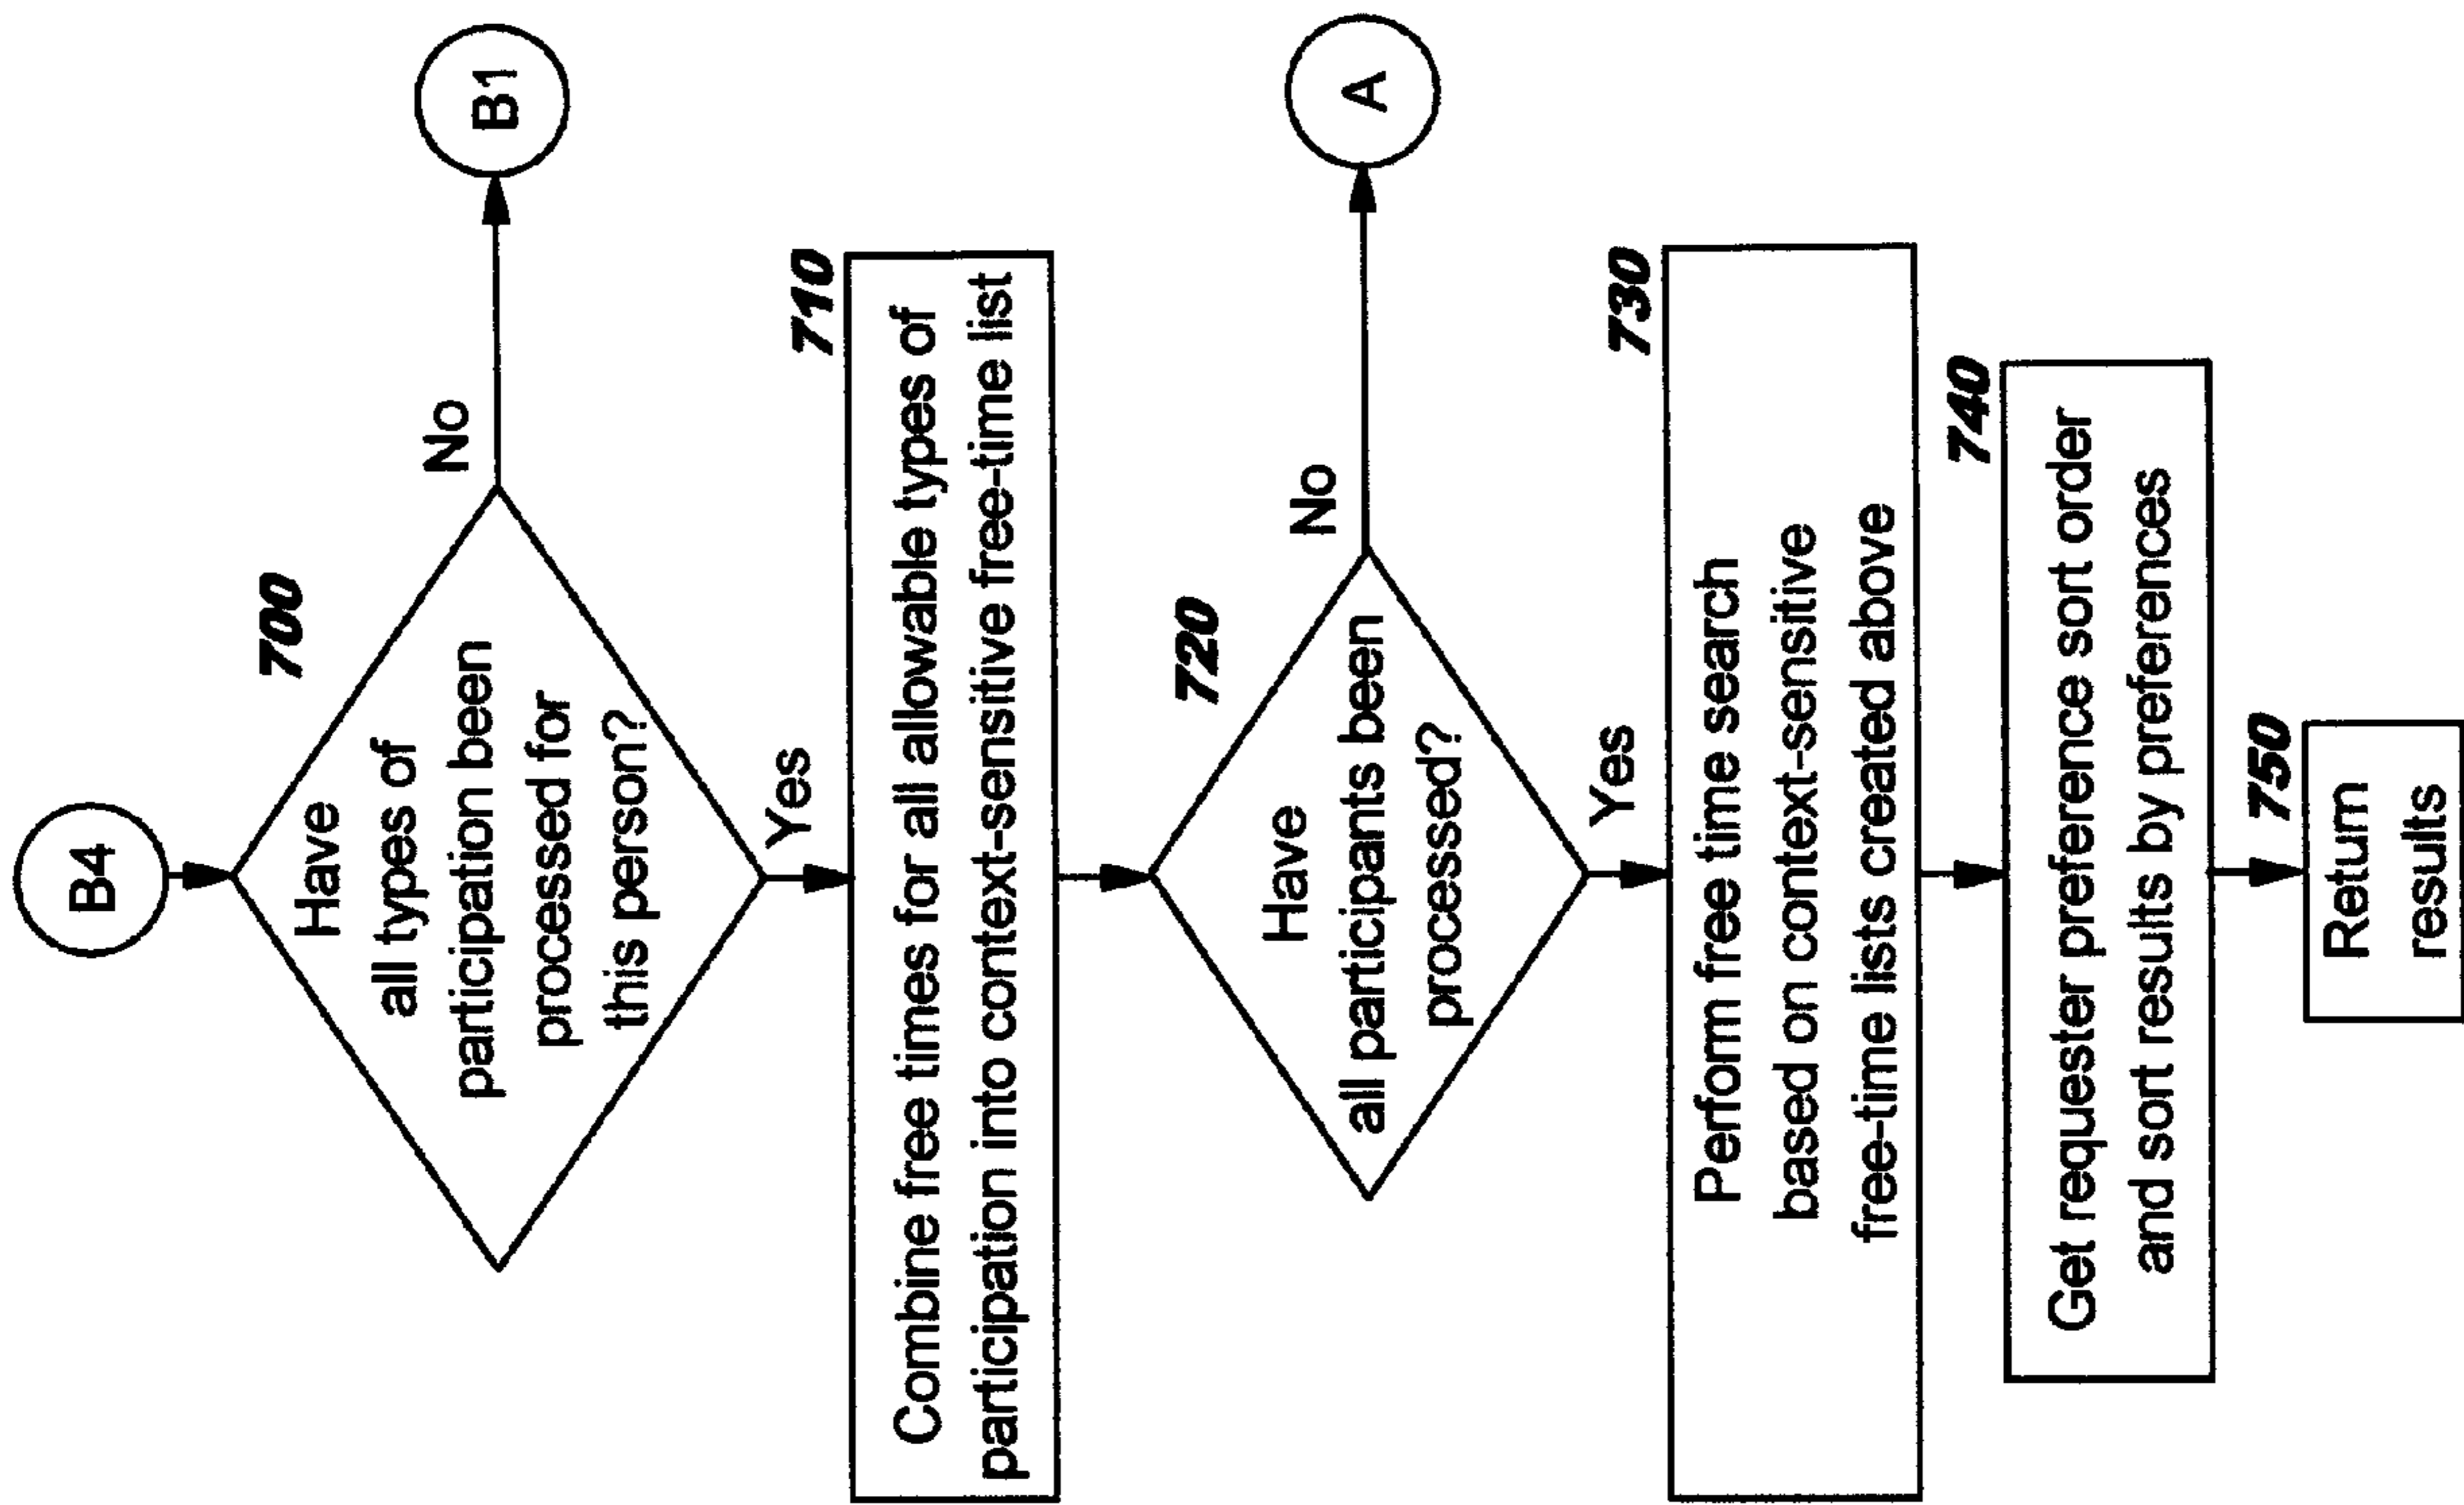 B4
700
Have
all types of
participation been
processed for
this person?
No
B1
Yes
710
Combine free times for all allowable types of
participation into context-sensitive free-time list
720
Have
all participants been
processed?
No
A
Yes
730
Perform free time search
based on context-sensitive
free-time lists created above
740
Get requester preference sort order
and sort results by preferences
750
Return
results